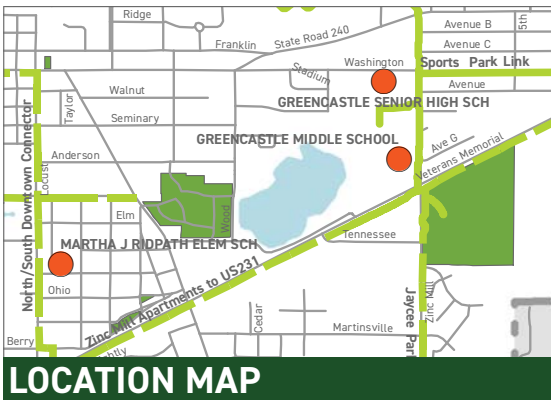 Ridge
5th
Avenue B
State Road 240
Franklin
Avenue C
Washington
Sports Park Link
Stadium
Walnut
Avenue
Taylor
GREENCASTLE SENIOR HIGH SCH
Seminary
GREENCASTLE MIDDLE SCHOOL
Ave G
Veterans Memorial
Anderson
Locust
North/South Downtown Connector
Wood
Elm
Tennessee
MARTHA J RIDPATH ELEM SCH
Zinc Mill Apartments to US231
Ohio
Zinc Mill
Cedar
Martinsville
Berry
LOCATION MAP